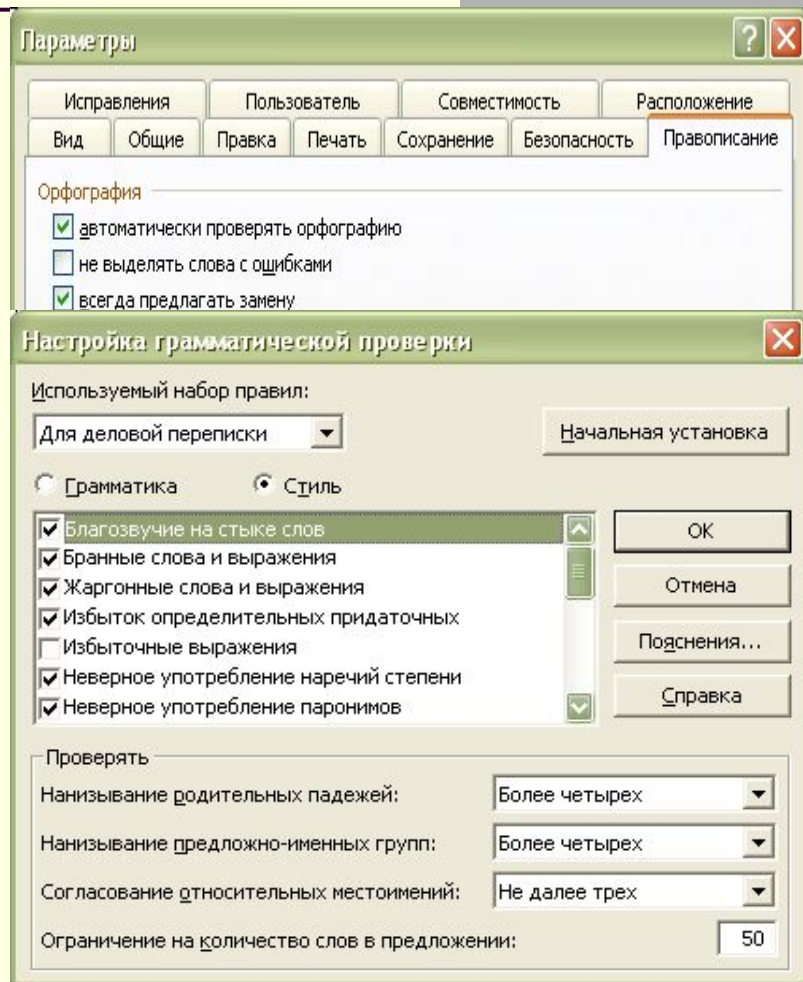 Параметры
Исправления Пользователь Совместимость Расположение
Вид Общие Правка Печать Сохранение Безопасность Правописание
Орфография
автоматически проверять орфографию
не выделять слова с ошибками
всегда предлагать замену
Настройка грамматической проверки
Используемый набор правил:
Для деловой переписки Начальная установка
Грамматика Стиль
Благозвучие на стыке слов OK
Бранные слова и выражения
Жаргонные слова и выражения Отмена
Избыток определительных придаточных
Избыточные выражения Пояснения...
Неверное употребление наречий степени
Неверное употребление паронимов Справка
Проверять
Нанизывание родительных падежей: Более четырех
Нанизывание предложно-именных групп: Более четырех
Согласование относительных местоимений: Не далее трех
Ограничение на количество слов в предложении: 50